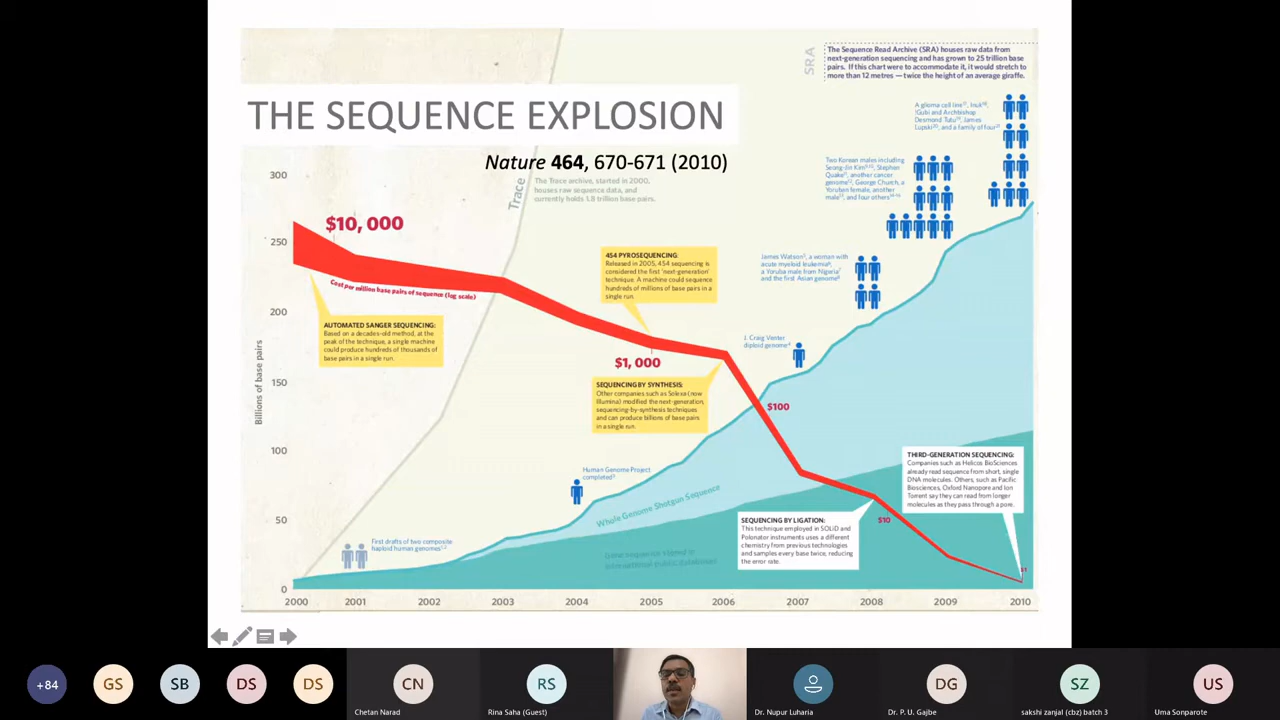 THE SEQUENCE EXPLOSION
Nature 464, 670-671 (2010)
SRA
The Sequence Read Archive (SRA) houses raw data from
next-generation sequencing and has grown to 25 trillion base
pairs. If this chart were to accommodate it, it would stretch to
more than 12 metres — twice the height of an average giraffe.
A glioma cell line, Inuk
!Gubi and Archbishop
Desmond Tutu, James
Lupski, and a family of four
Two Korean males including
Seong-Jin Kim, Stephen
Quake, another cancer
genome, George Church, a
Yoruban female, another
male, and four others
Trace
The Trace archive, started in 2000,
houses raw sequence data, and
currently holds 1.8 trillion base pairs.
James Watson, a woman with
acute myeloid leukemia,
a Yoruba male from Nigeria
and the first Asian genome
J. Craig Venter
diploid genome
Human Genome Project
completed
First drafts of two composite
haploid human genomes
$10, 000
Cost per million base pairs of sequence (log scale)
AUTOMATED SANGER SEQUENCING:
Based on a decades-old method, at the
peak of the technique, a single machine
could produce hundreds of thousands of
base pairs in a single run.
454 PYROSEQUENCING:
Released in 2005, 454 sequencing is
considered the first 'next-generation'
technique. A machine could sequence
hundreds of millions of base pairs in a
single run.
$1, 000
SEQUENCING BY SYNTHESIS:
Other companies such as Solexa (now
Illumina) modified the next-generation,
sequencing-by-synthesis techniques
and can produce billions of base pairs
in a single run.
$100
THIRD-GENERATION SEQUENCING:
Companies such as Helicos BioSciences
already read sequence from short, single
DNA molecules. Others, such as Pacific
Biosciences, Oxford Nanopore and Ion
Torrent say they can read from longer
molecules as they pass through a pore.
SEQUENCING BY LIGATION:
This technique employed in SOLiD and
Polonator instruments uses a different
chemistry from previous technologies
and samples every base twice, reducing
the error rate.
$10
$1
Whole Genome Shotgun Sequence
international public databases
Billions of base pairs
300
250
200
150
100
50
0
2000 2001 2002 2003 2004 2005 2006 2007 2008 2009 2010
+84 GS SB DS DS CN RS DG SZ US
Chetan Narad
Rina Saha (Guest)
Dr. Nupur Luharia
Dr. P. U. Gajbe
sakshi zanjal (cbz) batch 3
Uma Sonparote